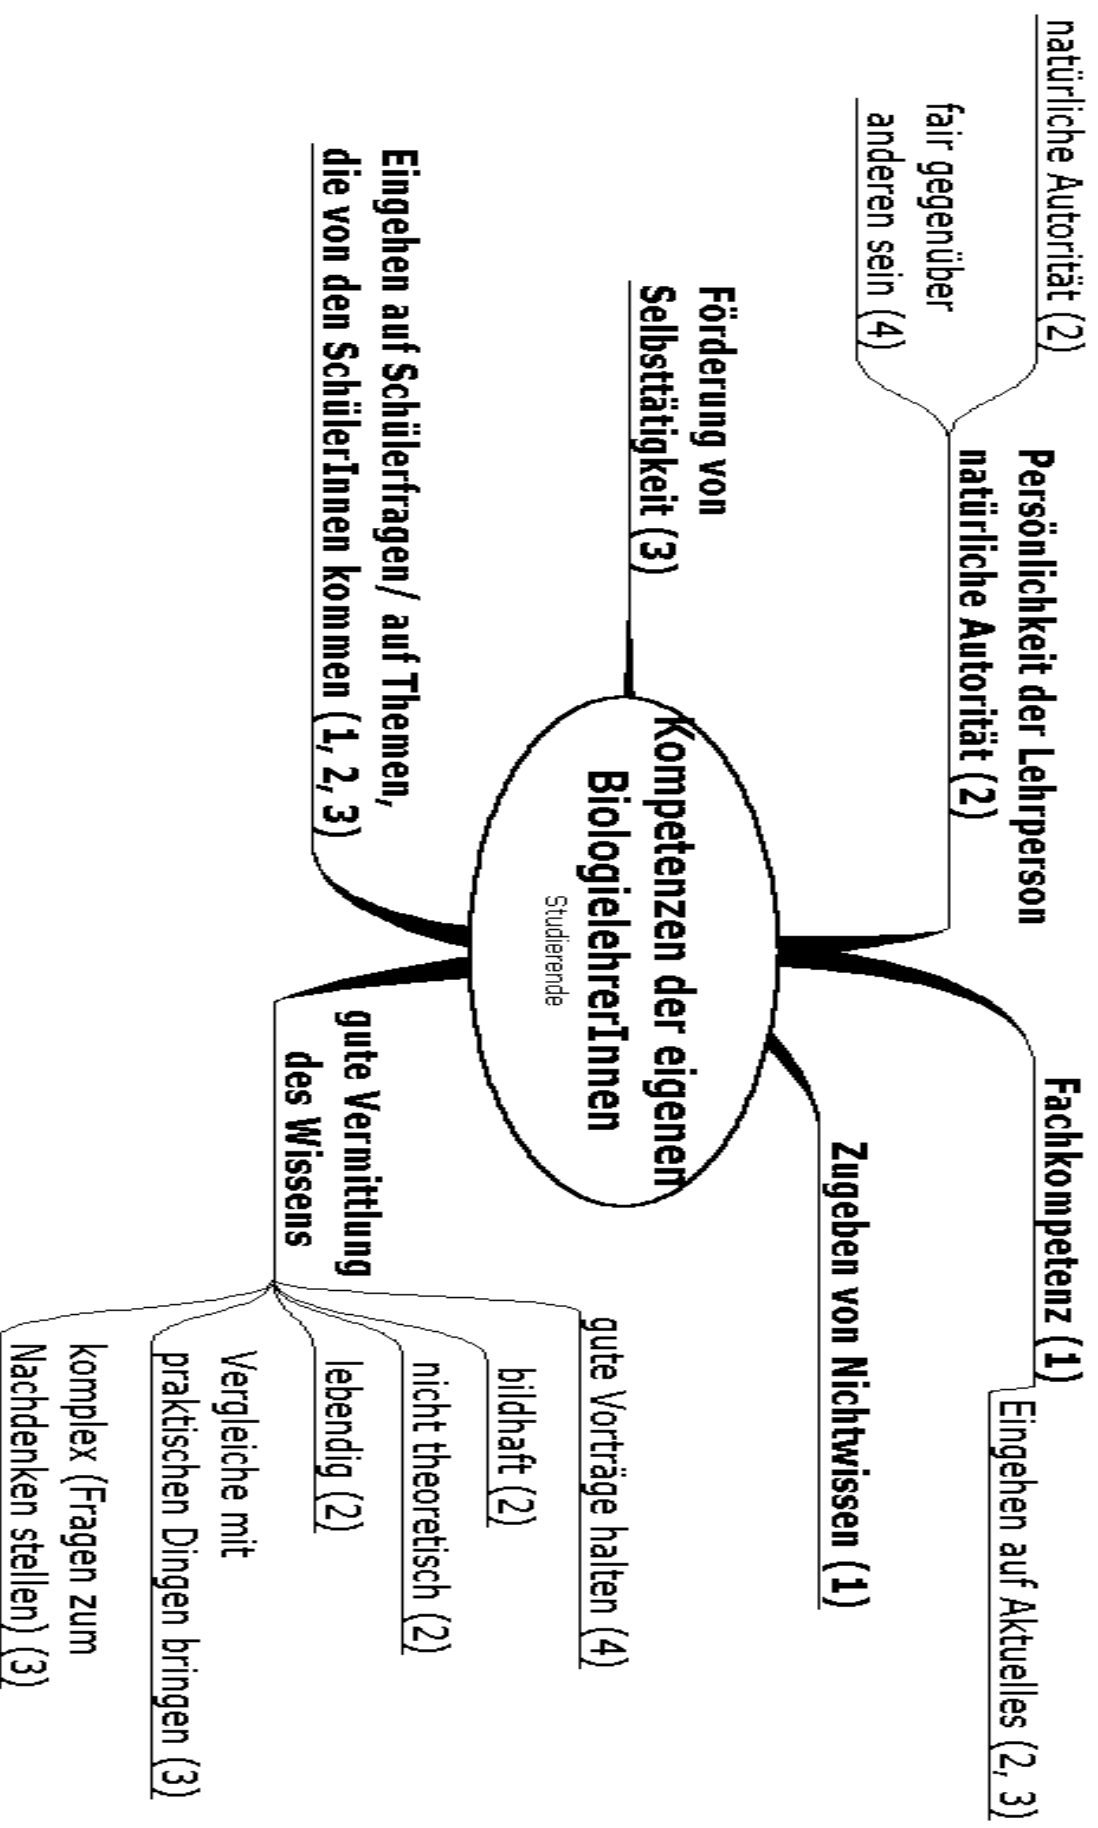 natürliche Autorität (2)
fair gegenüber
anderen sein (4)
Persönlichkeit der Lehrperson
natürliche Autorität (2)
Förderung von
Selbsttätigkeit (3)
Eingehen auf Schülerfragen/ auf Themen,
die von den SchülerInnen kommen (1, 2, 3)
Kompetenzen der eigenen
BiologielehrerInnen
Studierende
Fachkompetenz (1)
Eingehen auf Aktuelles (2, 3)
Zugeben von Nichtwissen (1)
gute Vermittlung
des Wissens
gute Vorträge halten (4)
bildhaft (2)
nicht theoretisch (2)
lebendig (2)
Vergleiche mit
praktischen Dingen bringen (3)
komplex (Fragen zum
Nachdenken stellen) (3)